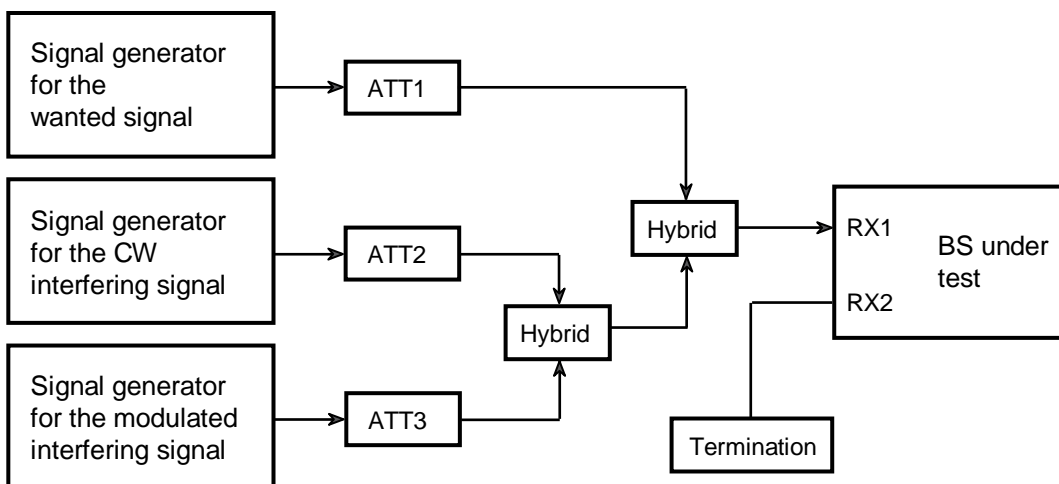 Signal generator
for the
wanted signal
ATT1
Signal generator
for the CW
interfering signal
ATT2
Signal generator
for the modulated
interfering signal
ATT3
Hybrid
Hybrid
RX1
RX2
BS under
test
Termination